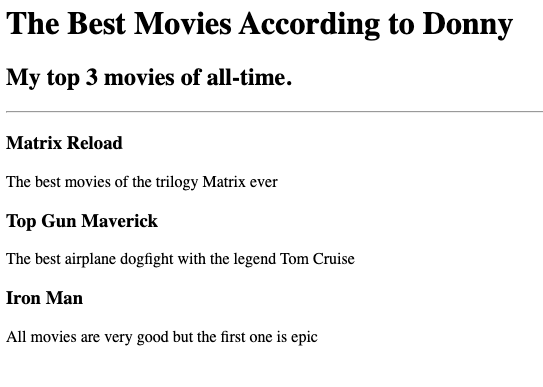 The Best Movies According to Donny
My top 3 movies of all-time.
Matrix Reload
The best movies of the trilogy Matrix ever
Top Gun Maverick
The best airplane dogfight with the legend Tom Cruise
Iron Man
All movies are very good but the first one is epic